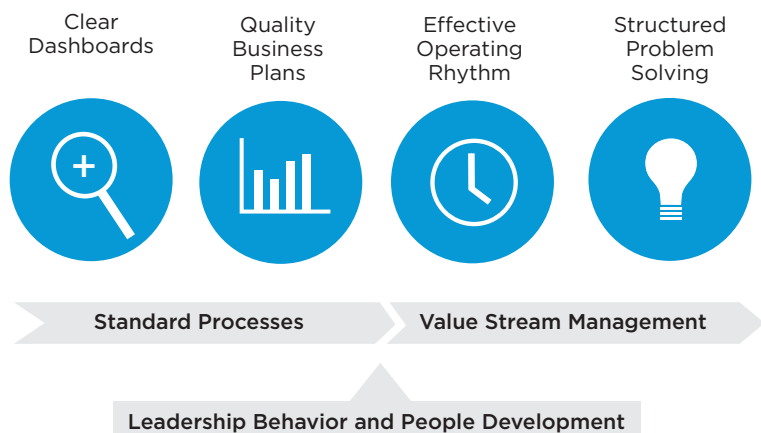 Clear
Dashboards
Quality
Business
Plans
Effective
Operating
Rhythm
Structured
Problem
Solving
Standard Processes
Value Stream Management
Leadership Behavior and People Development